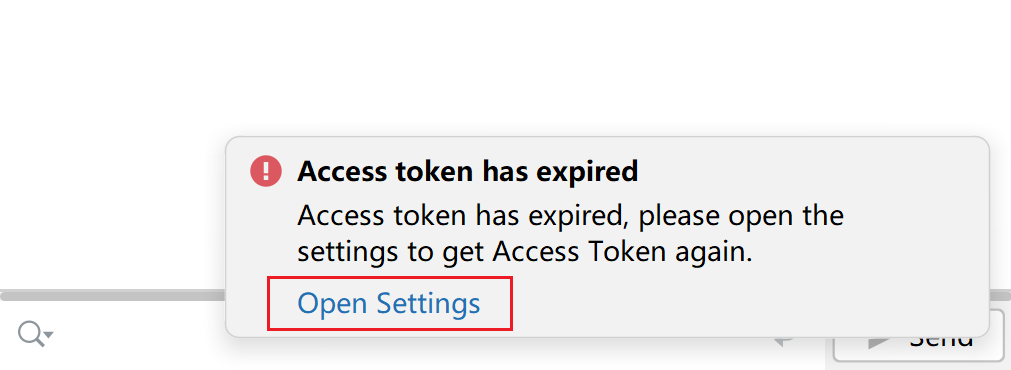 Access token has expired
Access token has expired, please open the
settings to get Access Token again.
Open Settings
Send